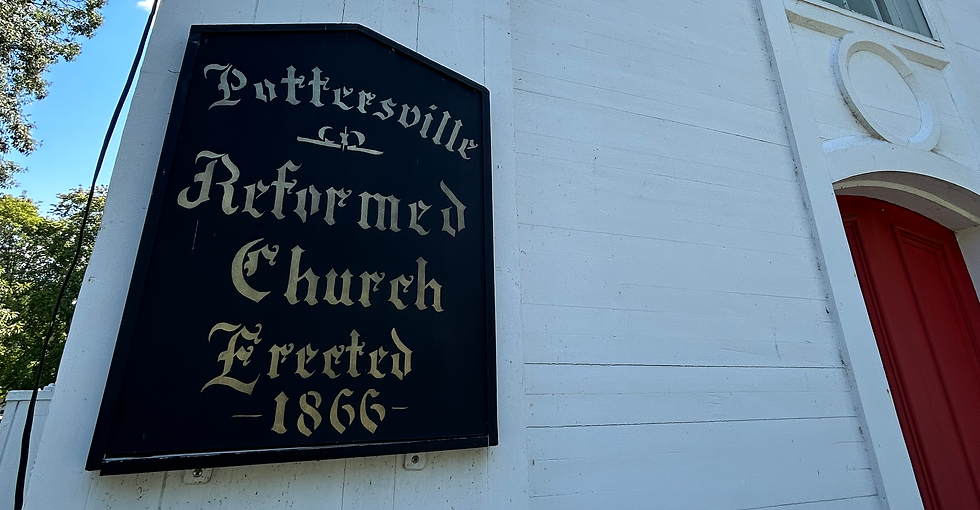 Pottersville
Reformed
Church
Erected
-1866-